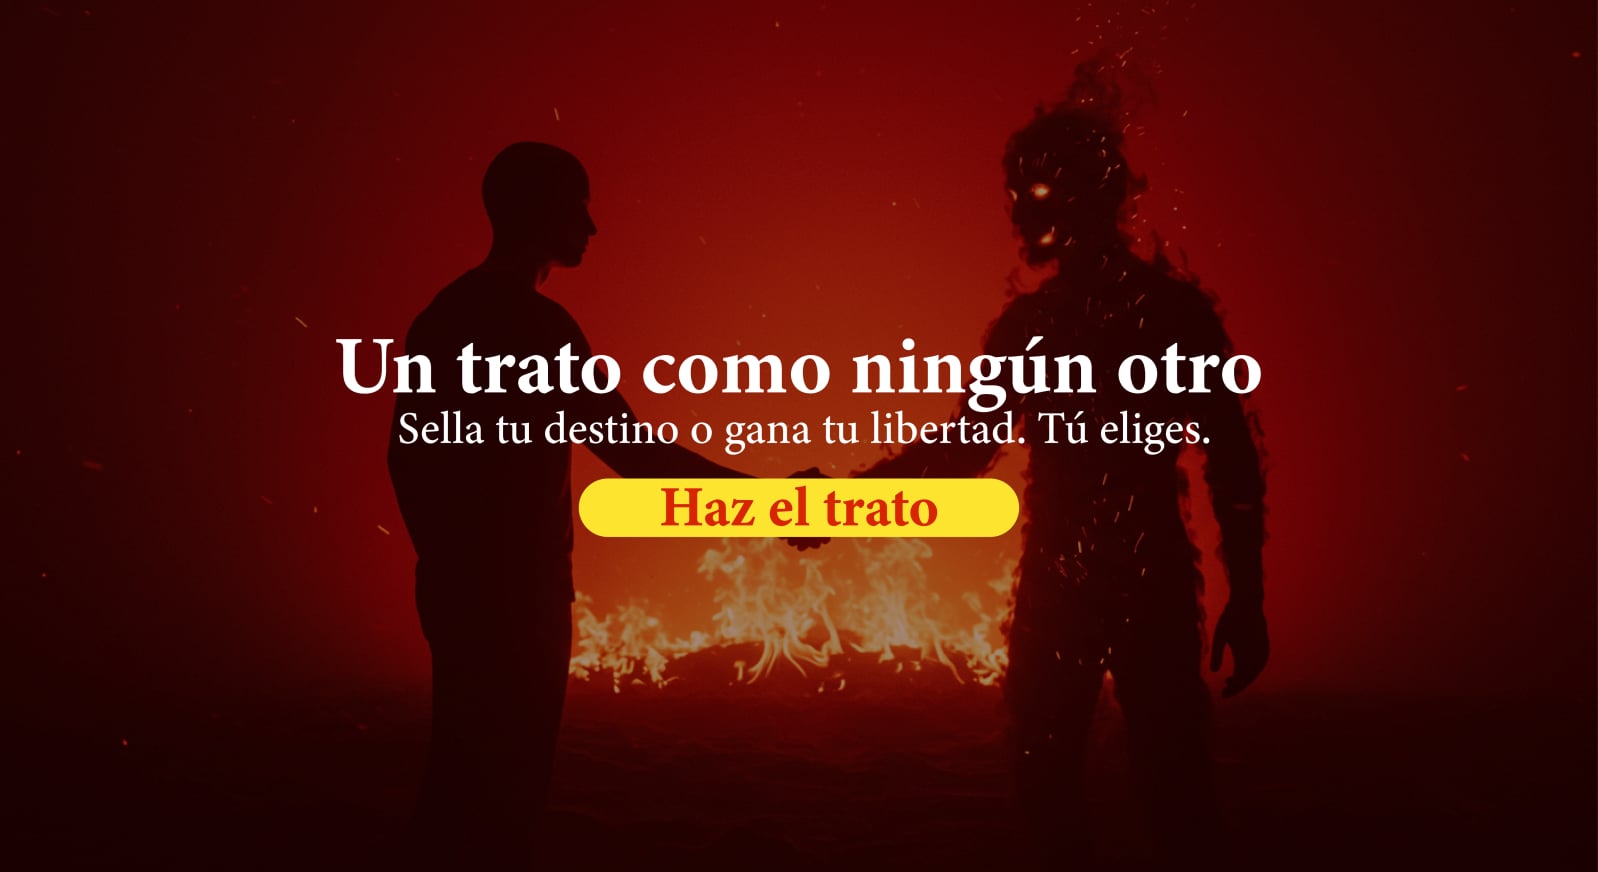 Un trato como ningún otro
Sella tu destino o gana tu libertad. Tú eliges.
Haz el trato